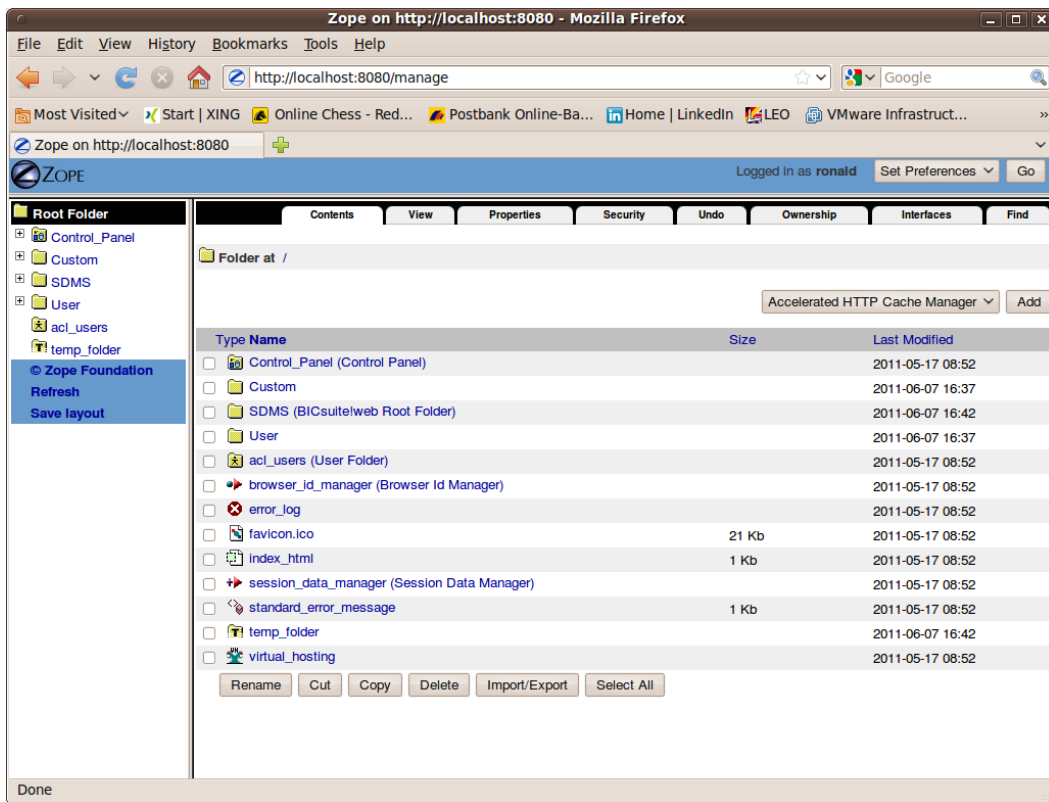 Zope on http://localhost:8080 - Mozilla Firefox
File Edit View History Bookmarks Tools Help
http://localhost:8080/manage Google
Most Visited Start | XING Online Chess - Red... Postbank Online-Ba... Home | LinkedIn LEO VMware Infrastruct... »
Zope on http://localhost:8080
ZOPE Logged in as ronald Set Preferences Go
Root Folder
Control_Panel
Custom
SDMS
User
acl_users
temp_folder
© Zope Foundation
Refresh
Save layout
Contents View Properties Security Undo Ownership Interfaces Find
Folder at /
Accelerated HTTP Cache Manager Add
Type Name Size Last Modified
Control_Panel (Control Panel) 2011-05-17 08:52
Custom 2011-06-07 16:37
SDMS (BICsuite!web Root Folder) 2011-06-07 16:42
User 2011-06-07 16:37
acl_users (User Folder) 2011-05-17 08:52
browser_id_manager (Browser Id Manager) 2011-05-17 08:52
error_log 2011-05-17 08:52
favicon.ico 21 Kb 2011-05-17 08:52
index_html 1 Kb 2011-05-17 08:52
session_data_manager (Session Data Manager) 2011-05-17 08:52
standard_error_message 1 Kb 2011-05-17 08:52
temp_folder 2011-06-07 16:42
virtual_hosting 2011-05-17 08:52
Rename Cut Copy Delete Import/Export Select All
Done